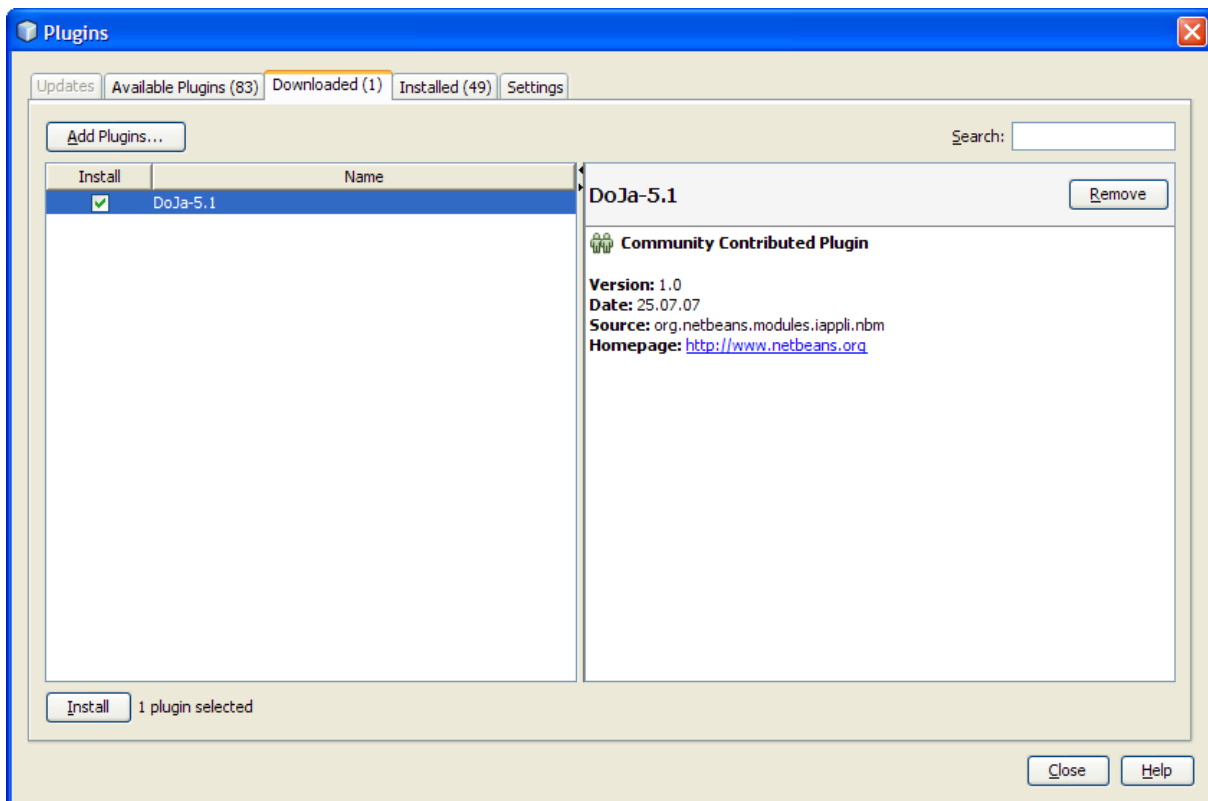 Plugins
Updates Available Plugins (83) Downloaded (1) Installed (49) Settings
Add Plugins... Search:
Install Name
DoJa-5.1
DoJa-5.1 Remove
Community Contributed Plugin
Version: 1.0
Date: 25.07.07
Source: org.netbeans.modules.iappli.nbm
Homepage: http://www.netbeans.org
Install 1 plugin selected
Close Help